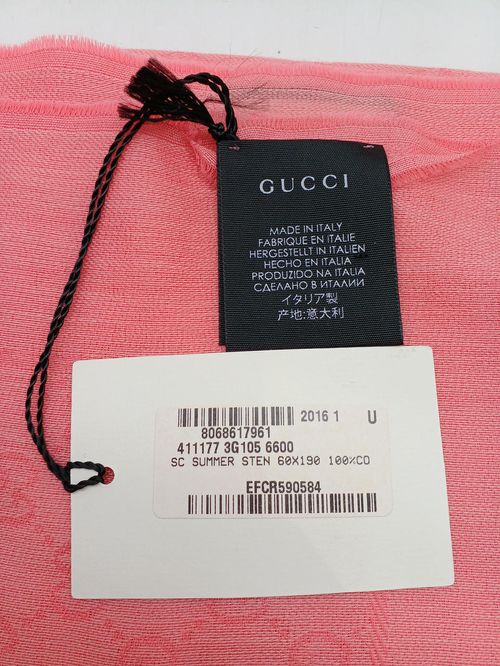 GUCCI
MADE IN ITALY
FABRIQUE EN ITALIE
HERGESTELLT IN ITALIEN
HECHO EN ITALIA
PRODUZIDO NA ITALIA
СДЕЛАНО В ИТАЛИИ
イタリア製
产地:意大利
2016 1 U
8068617961
411177 3G105 6600
SC SUMMER STEN 60X190 100%CO
EFCR590584